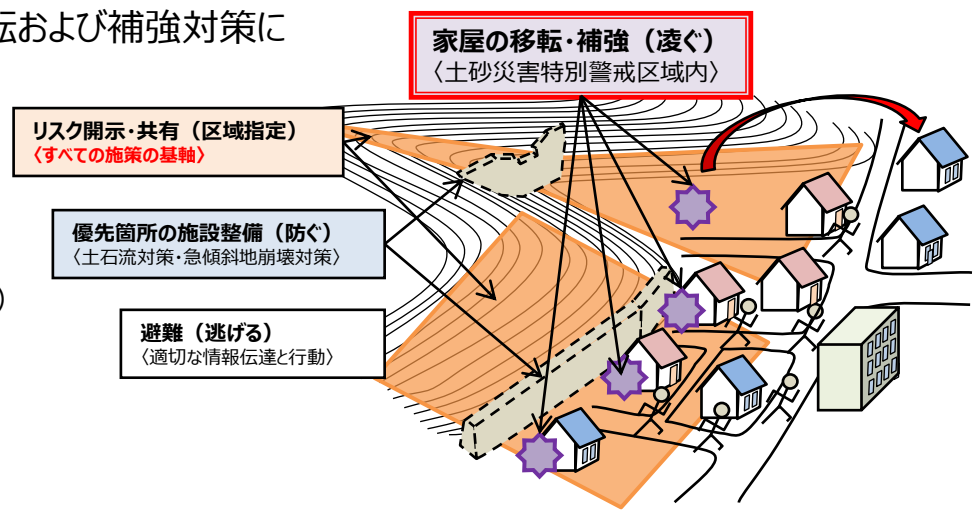 転および補強対策に
家屋の移転・補強（凌ぐ）
〈土砂災害特別警戒区域内〉
リスク開示・共有（区域指定）
〈すべての施策の基軸〉
優先箇所の施設整備（防ぐ）
〈土石流対策・急傾斜地崩壊対策〉
）
避難（逃げる）
〈適切な情報伝達と行動〉